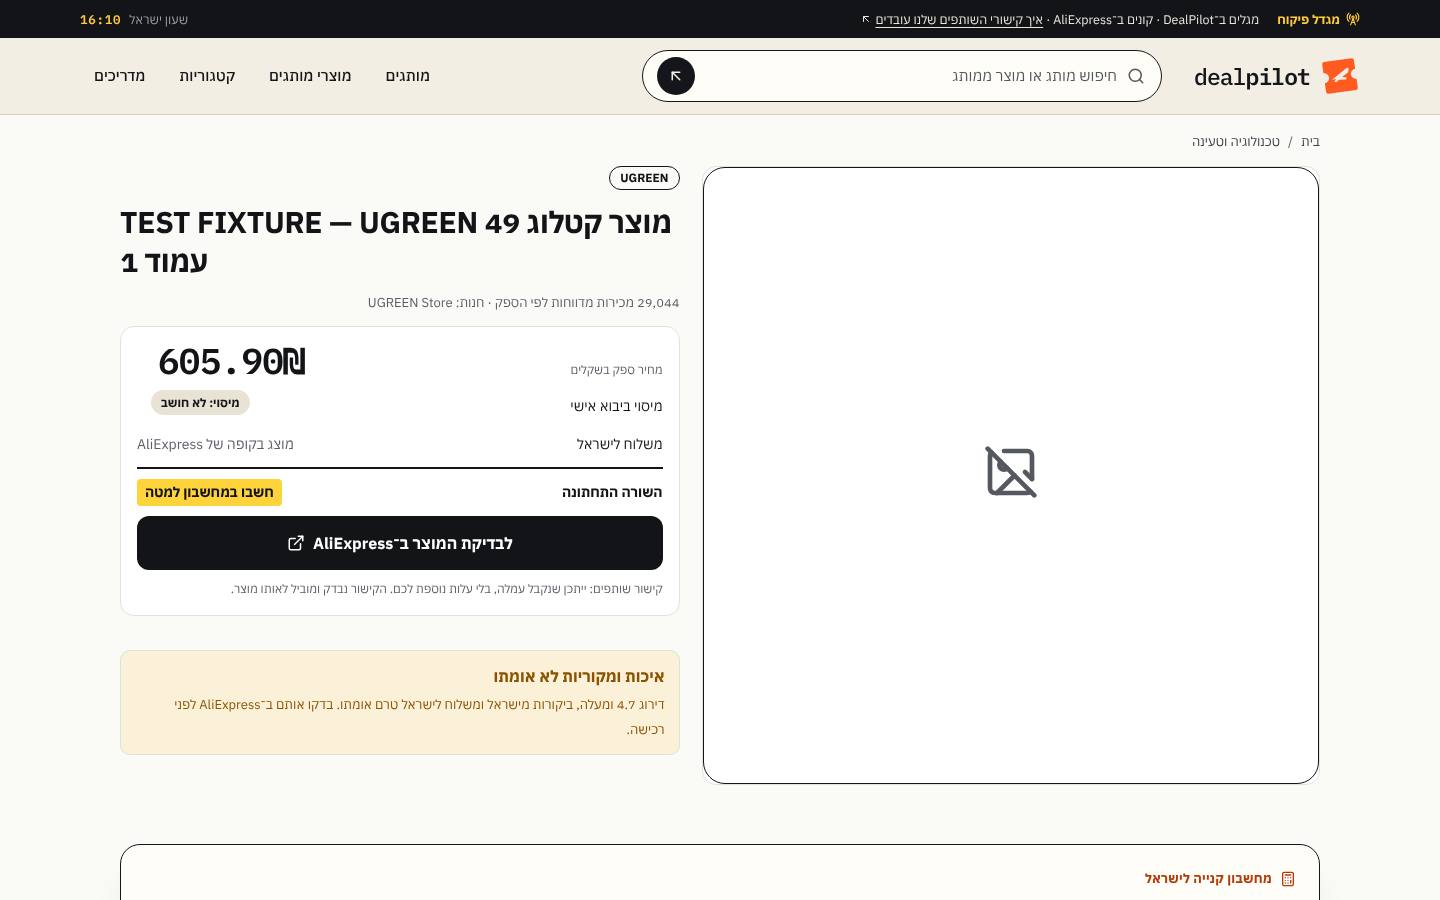 מגדל פיקוח
מגלים ב־DealPilot · קונים ב־AliExpress · איך קישורי השותפים שלנו עובדים
שעון ישראל 16:10
dealpilot
חיפוש מותג או מוצר ממותג
מותגים
מוצרי מותגים
קטגוריות
מדריכים
בית / טכנולוגיה וטעינה
UGREEN
TEST FIXTURE — UGREEN מוצר קטלוג 49
עמוד 1
29,044 מכירות מדווחות לפי הספק · חנות: UGREEN Store
מחיר ספק בשקלים
605.90₪
מיסוי ביבוא אישי
מיסוי: לא חושב
משלוח לישראל
מוצג בקופה של AliExpress
השורה התחתונה
חשבו במחשבון למטה
לבדיקת המוצר ב־AliExpress
קישור שותפים: ייתכן שנקבל עמלה, בלי עלות נוספת לכם. הקישור נבדק ומוביל לאותו מוצר.
איכות ומקוריות לא אומתו
דירוג 4.7 ומעלה, ביקורות מישראל ומשלוח לישראל טרם אומתו. בדקו אותם ב־AliExpress לפני
רכישה.
מחשבון קנייה לישראל